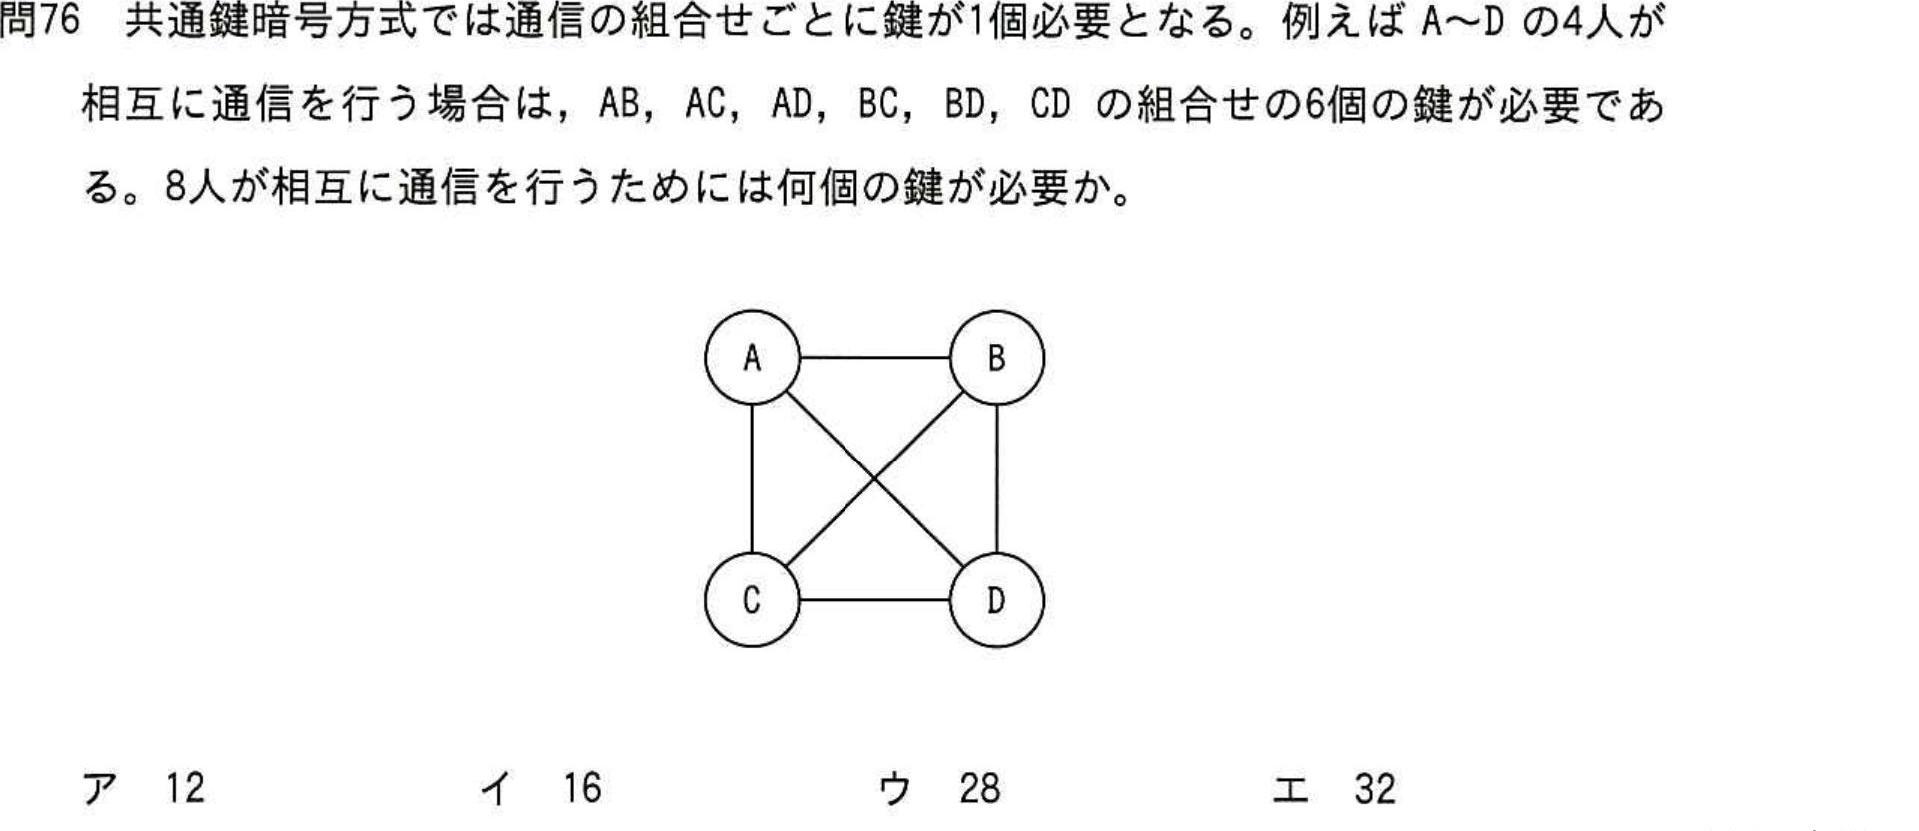 問76 共通鍵暗号方式では通信の組合せごとに鍵が1個必要となる。例えば A～D の4人が
相互に通信を行う場合は，AB，AC，AD，BC，BD，CD の組合せの6個の鍵が必要であ
る。8人が相互に通信を行うためには何個の鍵が必要か。
A B
C D
ア 12 イ 16 ウ 28 エ 32